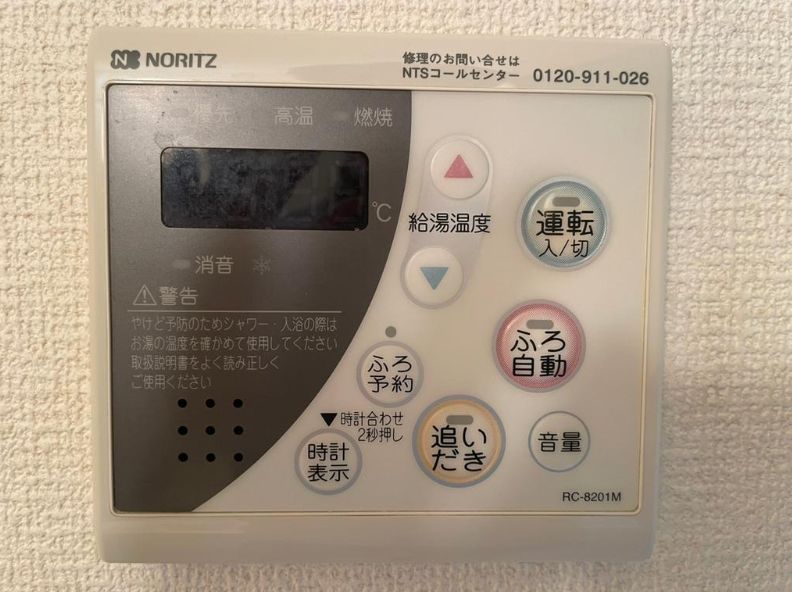 NORITZ
修理のお問い合せは
NTSコールセンター 0120-911-026
優先 高温 燃焼
℃
給湯温度
運転
入/切
消音
警告
やけど予防のためシャワー・入浴の際は
お湯の温度を確かめて使用してください
取扱説明書をよく読み正しく
ご使用ください
ふろ
自動
ふろ
予約
▼時計合わせ
2秒押し
時計
表示
追い
だき
音量
RC-8201M